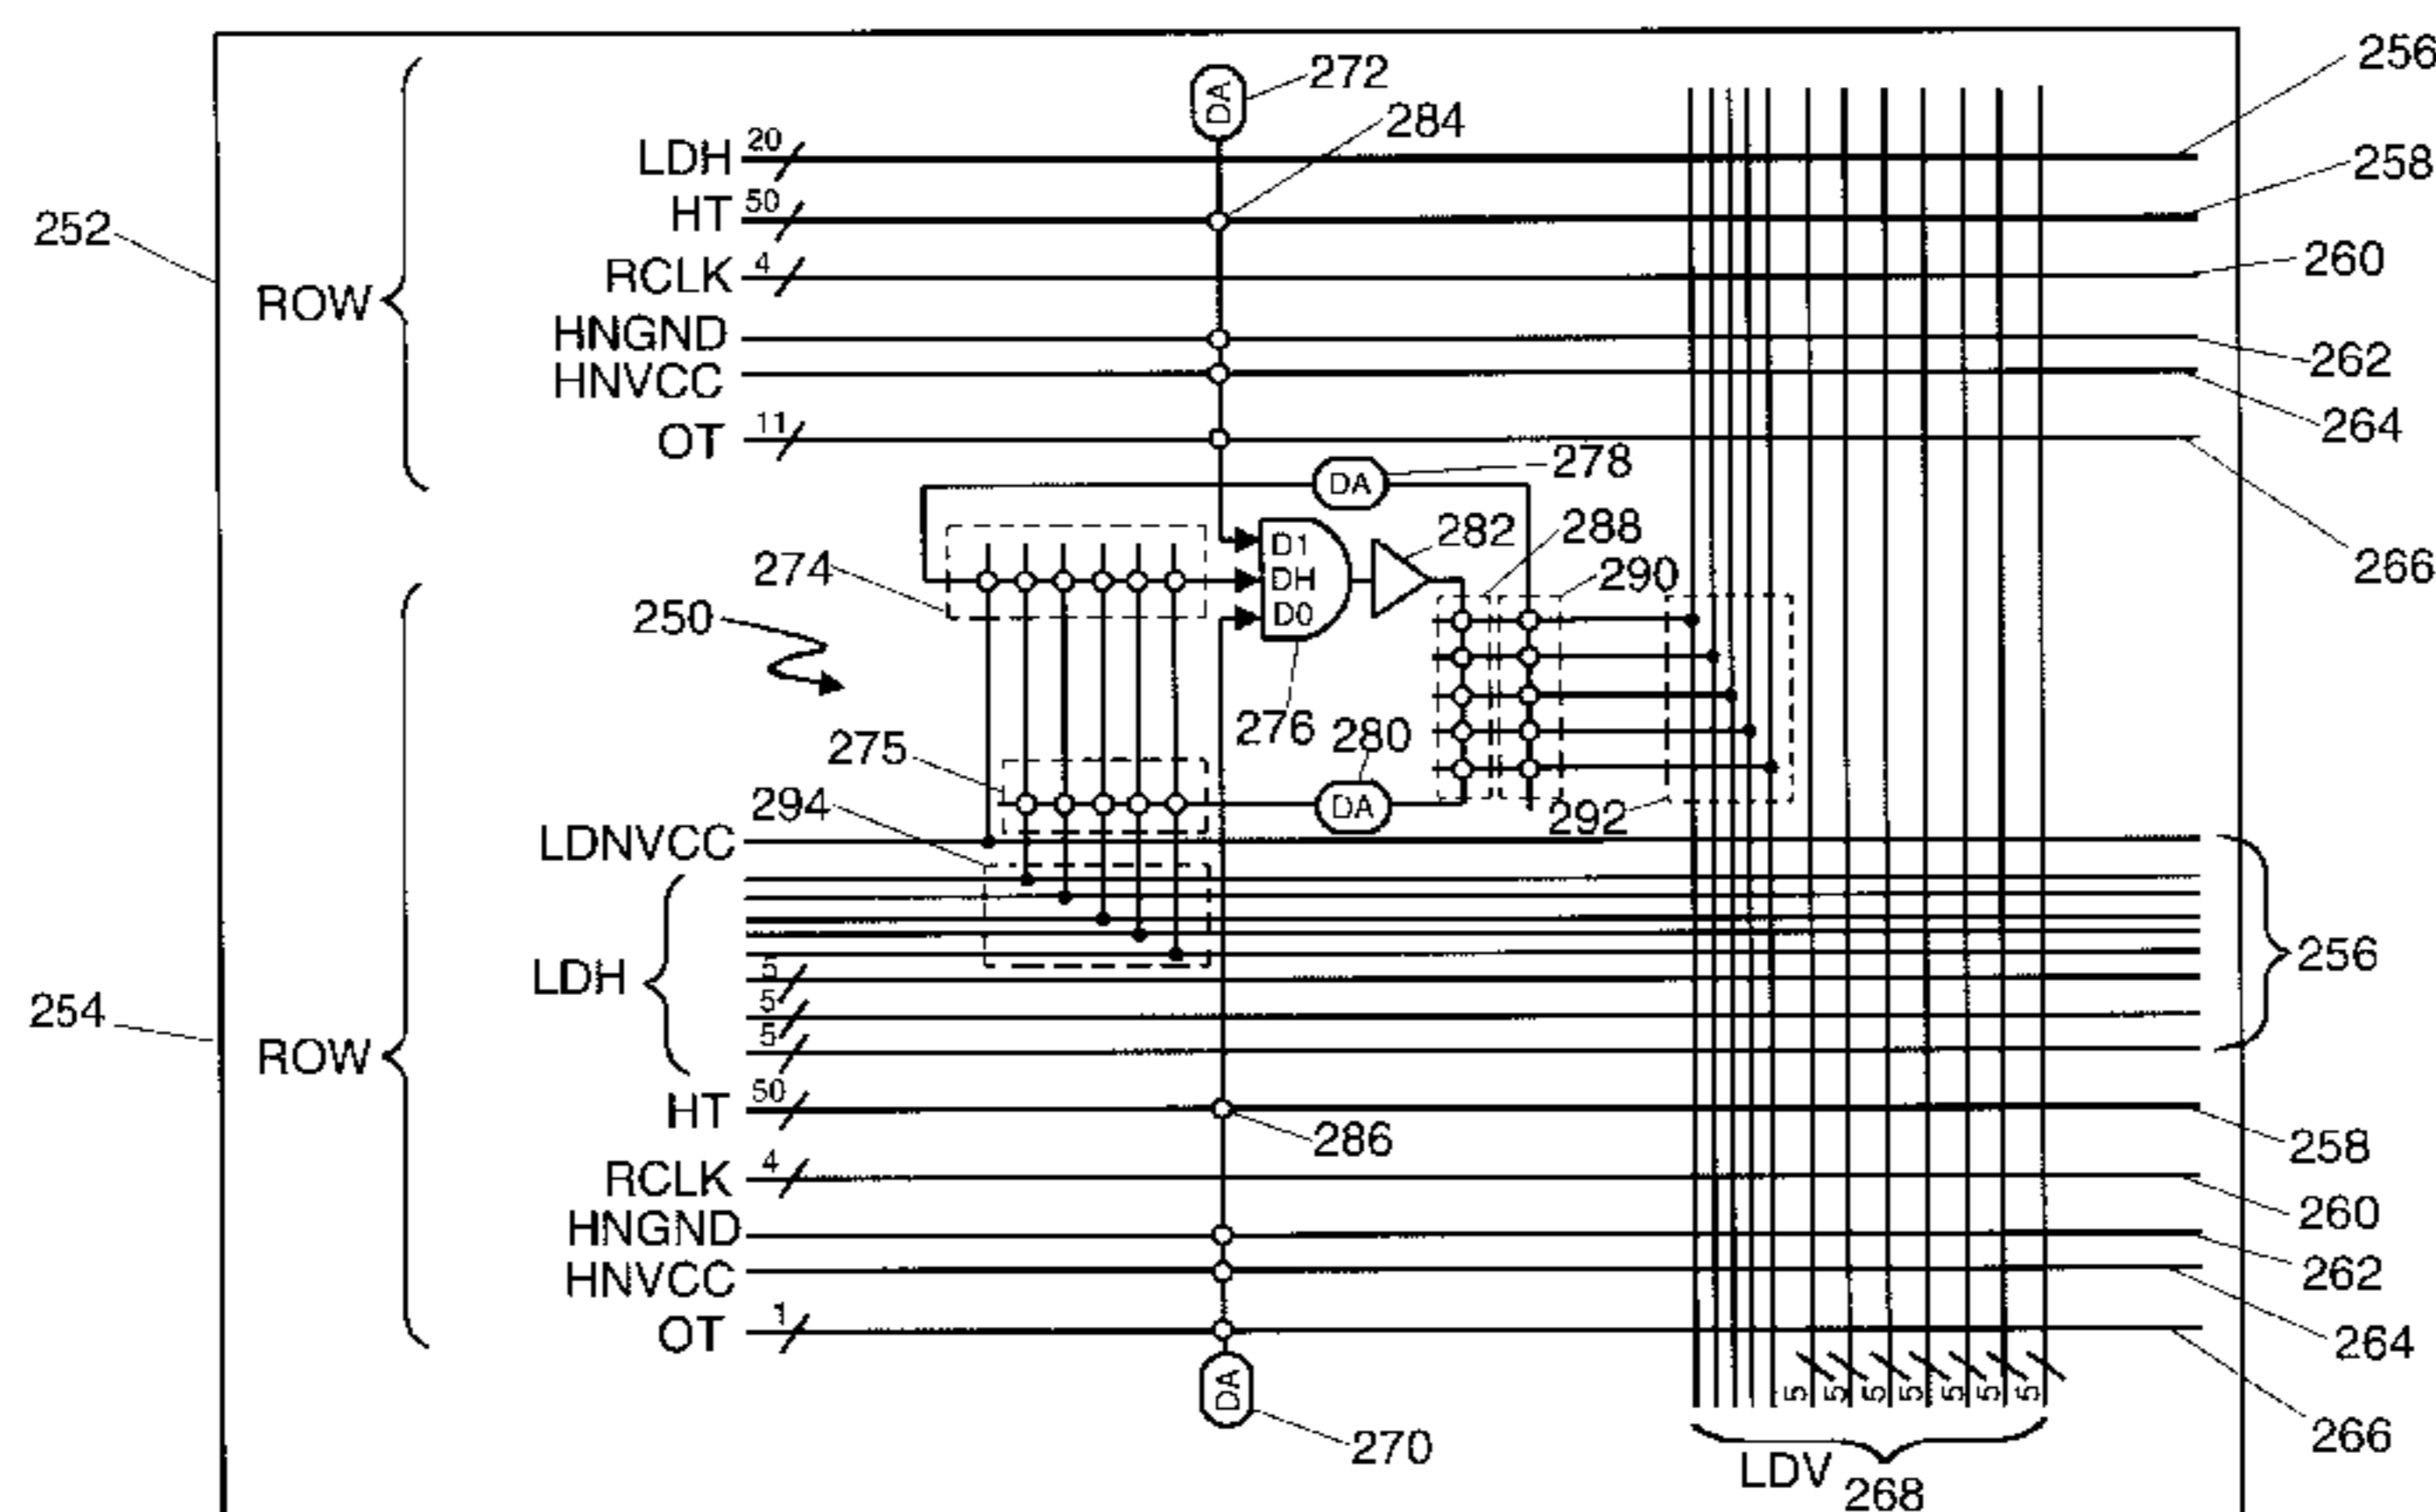 256
272
DA
284
LDH 20
258
HT 50
252
RCLK 4
260
ROW
HNGND
262
HNVCC
264
OT 11
266
278
DA
282
288
290
D1
DH
D0
274
250
276
280
275
DA
294
292
LDNVCC
256
LDH
5
5
5
254
ROW
HT 50
286
258
RCLK 4
260
HNGND
262
HNVCC
264
OT 1
266
DA
270
5 5 5 5 5 5 5
LDV
268